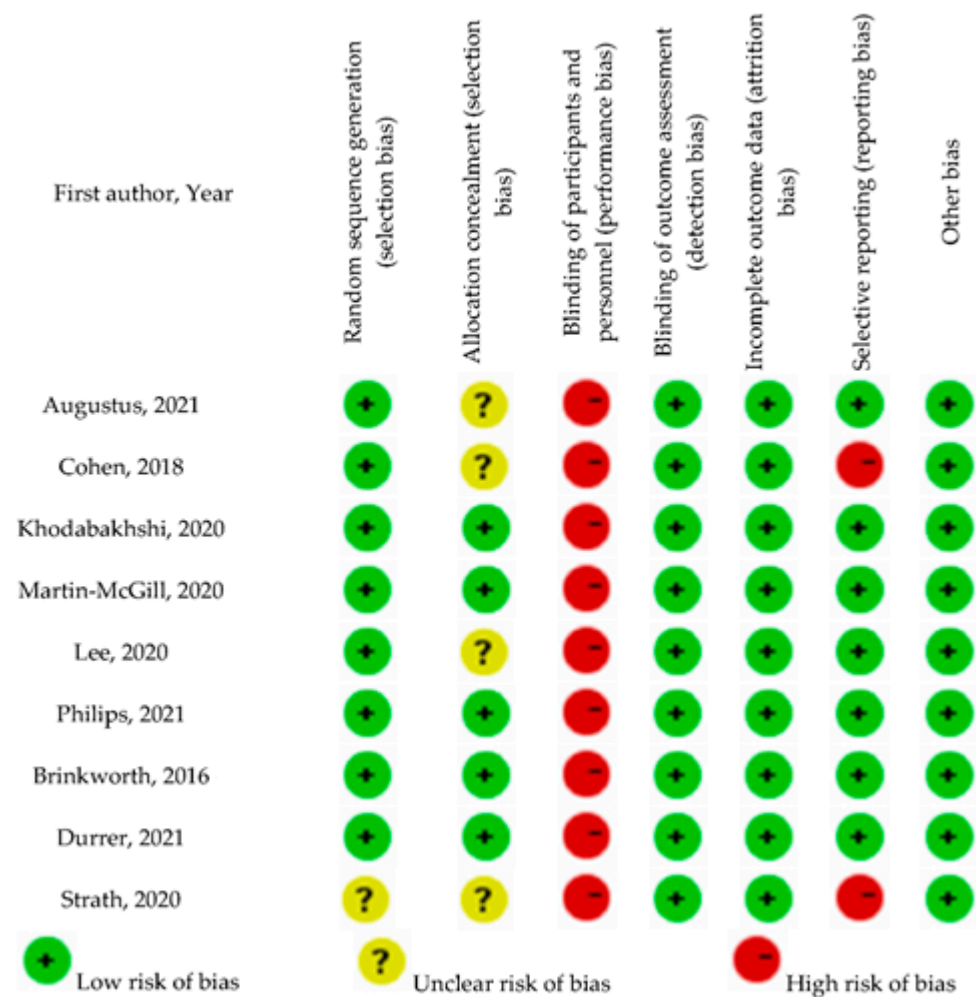 First author, Year
Random sequence generation
(selection bias)
Allocation concealment (selection
bias)
Blinding of participants and
personnel (performance bias)
Blinding of outcome assessment
(detection bias)
Incomplete outcome data (attrition
bias)
Selective reporting (reporting bias)
Other bias
Augustus, 2021 + ? - + + + +
Cohen, 2018 + ? - + + - +
Khodabakhshi, 2020 + + - + + + +
Martin-McGill, 2020 + + - + + + +
Lee, 2020 + ? - + + + +
Philips, 2021 + + - + + + +
Brinkworth, 2016 + + - + + + +
Durrer, 2021 + + - + + + +
Strath, 2020 ? ? - + + - +
+ Low risk of bias ? Unclear risk of bias - High risk of bias